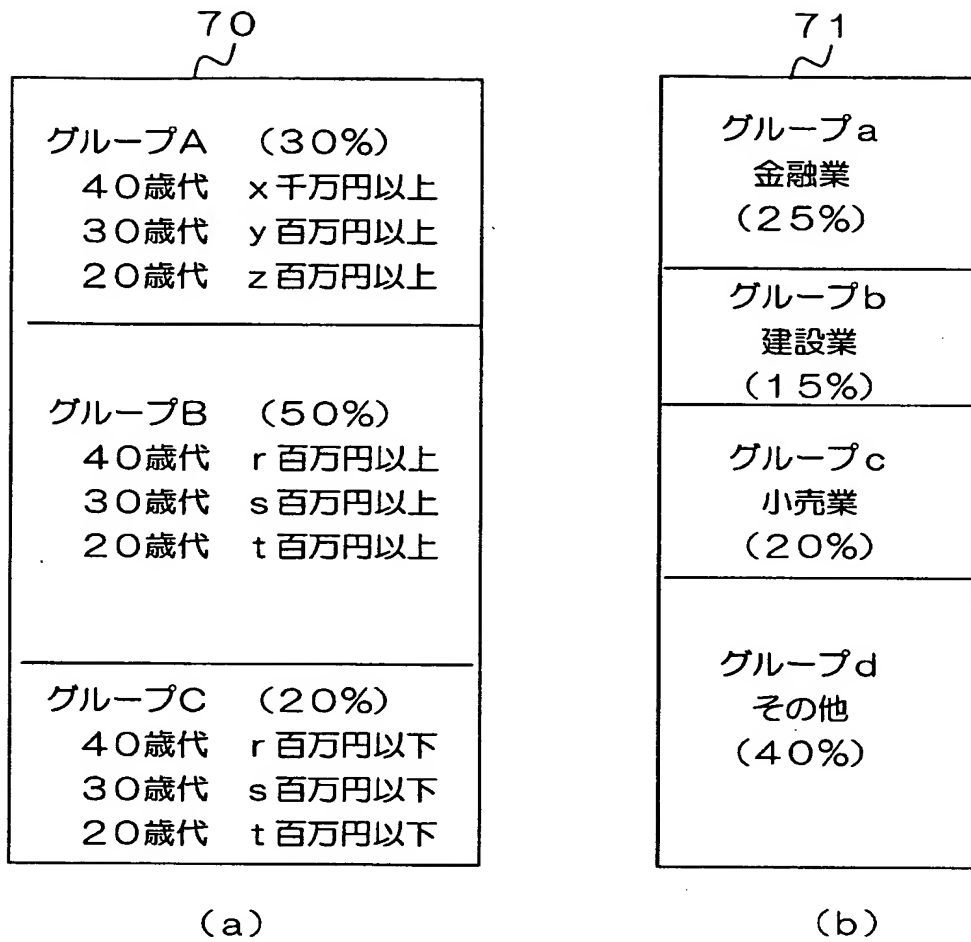 70
グループA (30%)
40歳代 x千万円以上
30歳代 y百万円以上
20歳代 z百万円以上
グループB (50%)
40歳代 r百万円以上
30歳代 s百万円以上
20歳代 t百万円以上
グループC (20%)
40歳代 r百万円以下
30歳代 s百万円以下
20歳代 t百万円以下
(a)
71
グループa
金融業
(25%)
グループb
建設業
(15%)
グループc
小売業
(20%)
グループd
その他
(40%)
(b)